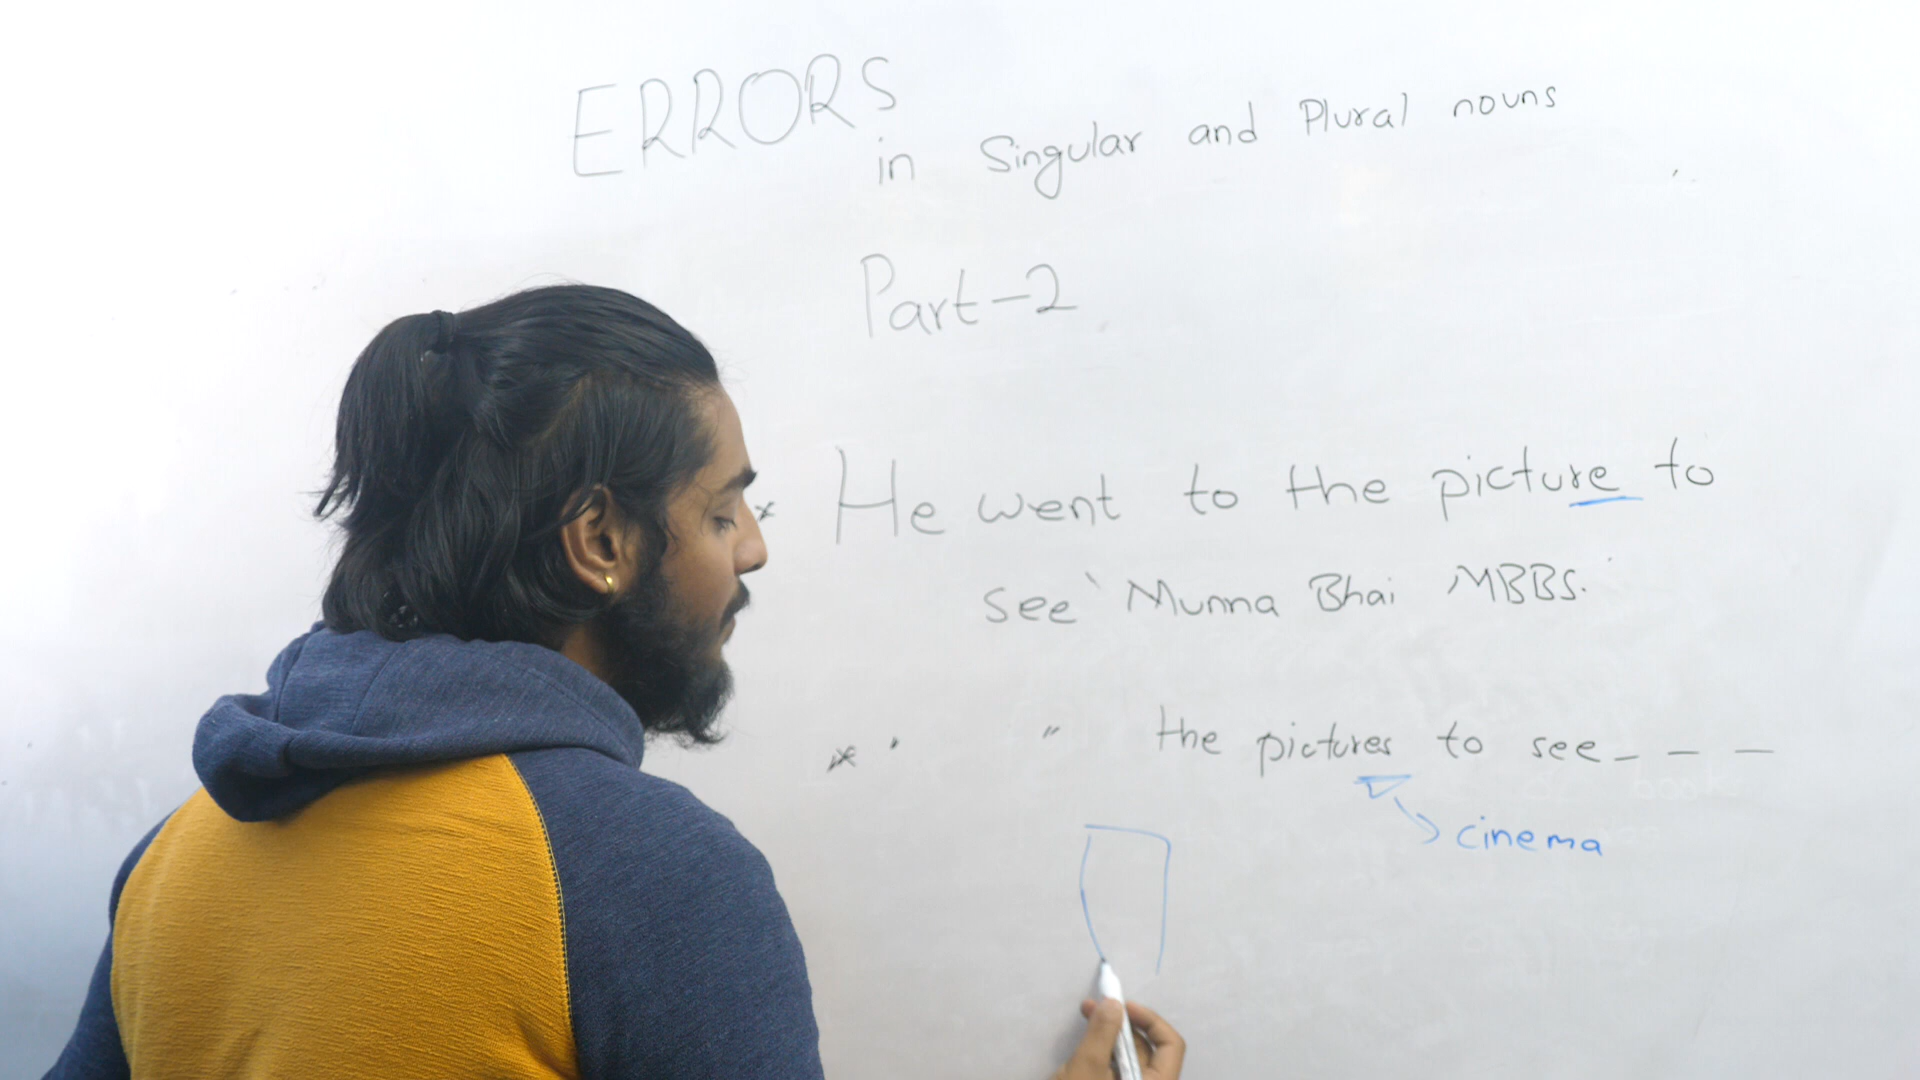 ERRORS
in Singular and Plural nouns
Part-2
* He went to the picture to
see 'Munna Bhai MBBS.'
* " " the pictures to see_ _ _
cinema